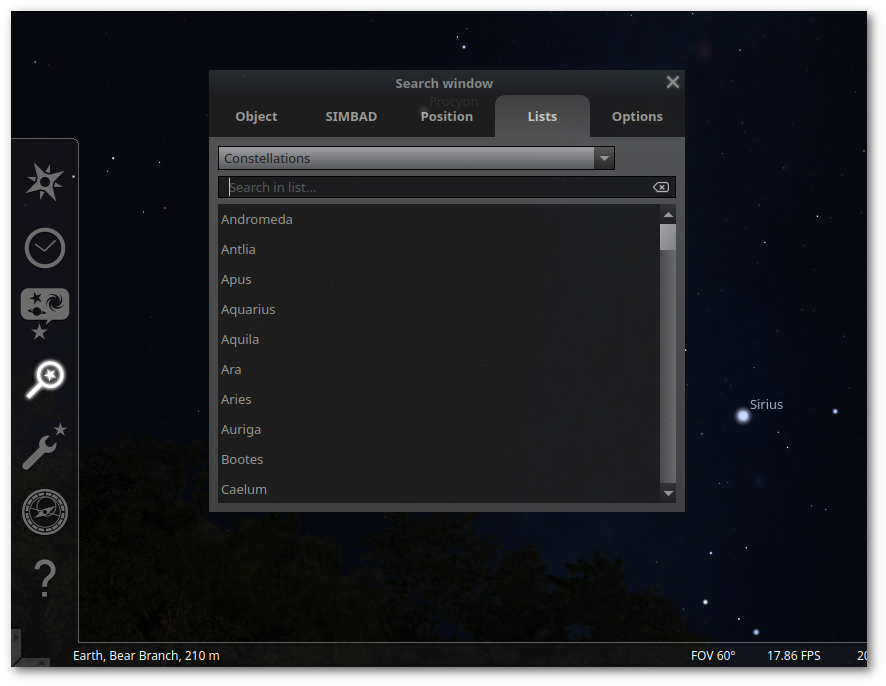 Search window
Procyon
Object SIMBAD Position Lists Options
Constellations
Search in list...
Andromeda
Antlia
Apus
Aquarius
Aquila
Ara
Aries
Auriga
Bootes
Caelum
Sirius
?
Earth, Bear Branch, 210 m FOV 60° 17.86 FPS 20